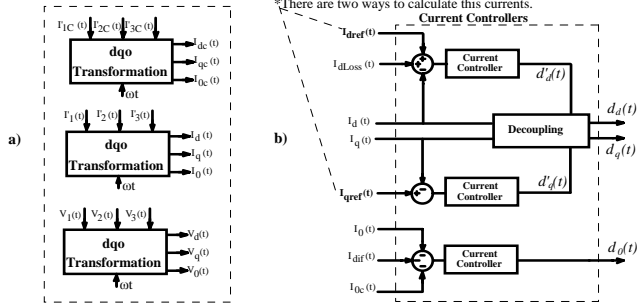 *There are two ways to calculate this currents.
a)
I'1C(t) I'2C(t) I'3C(t)
dqo
Transformation
Idc (t)
Iqc (t)
I0c (t)
ωt
I'1(t) I'2(t) I'3(t)
dqo
Transformation
Id (t)
Iq (t)
I0 (t)
ωt
V1(t) V2(t) V3(t)
dqo
Transformation
Vd(t)
Vq(t)
V0(t)
ωt
b)
Current Controllers
Idref(t)
IdLoss(t)
Current
Controller
d'd(t)
Id (t)
Iq (t)
Decoupling
dd(t)
dq(t)
Iqref(t)
Current
Controller
d'q(t)
I0 (t)
Idif(t)
I0c (t)
Current
Controller
d0(t)